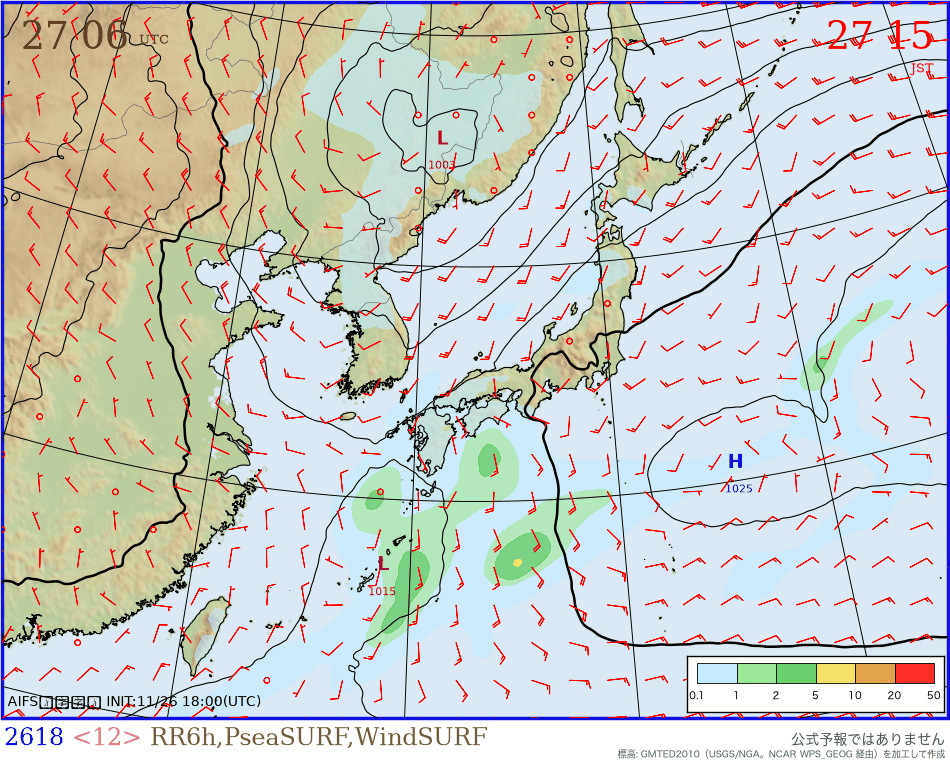 27 06 UTC
27 15
JST
L
1003
H
1025
L
1015
AIFS INIT:11/26 18:00(UTC)
0.1 1 2 5 10 20 50
2618 <12> RR6h,PseaSURF,WindSURF
公式予報ではありません
標高: GMTED2010（USGS/NGA。NCAR WPS_GEOG 経由）を加工して作成